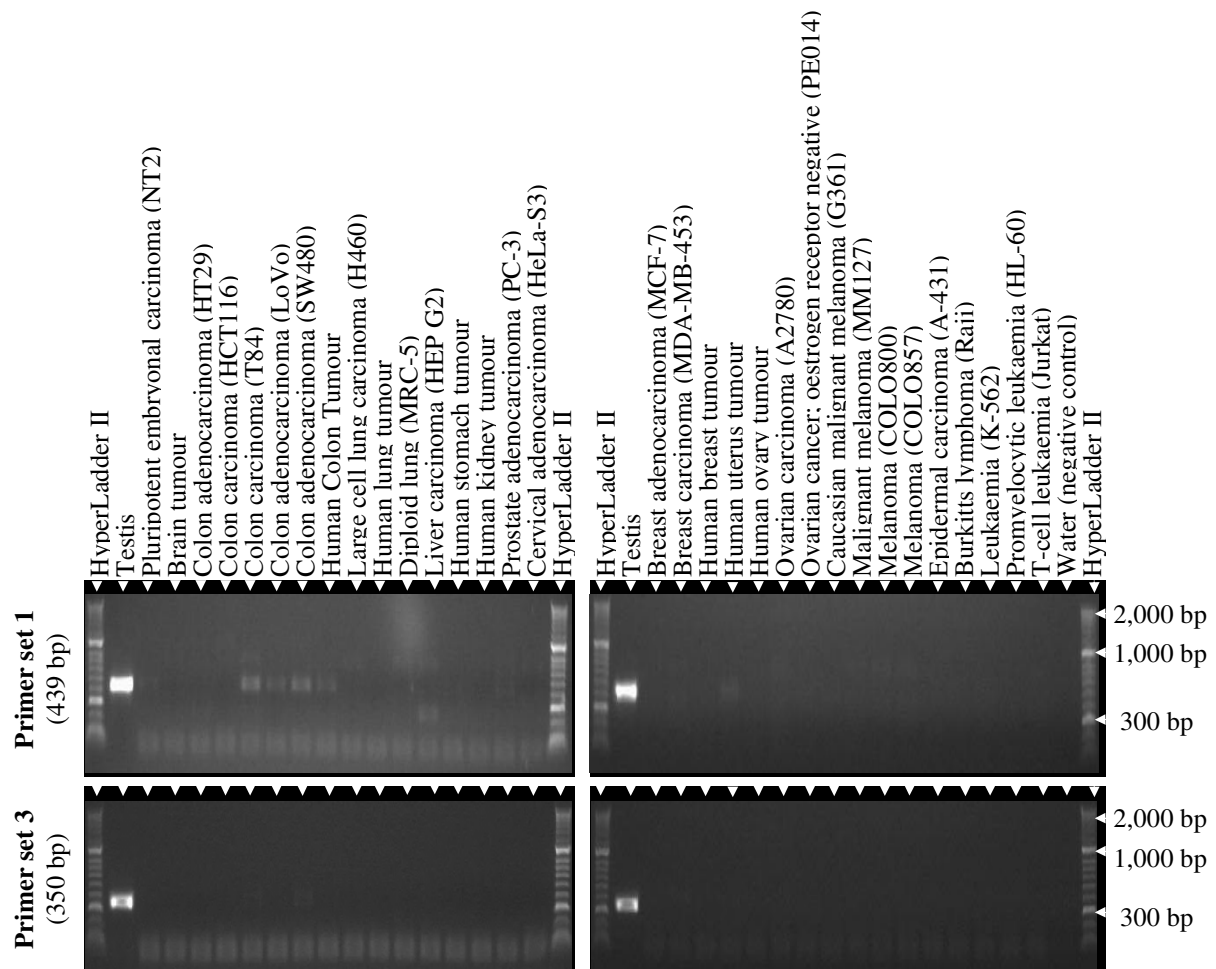 HyperLadder II
Testis
Pluripotent embryonal carcinoma (NT2)
Brain tumour
Colon adenocarcinoma (HT29)
Colon carcinoma (HCT116)
Colon carcinoma (T84)
Colon adenocarcinoma (LoVo)
Colon adenocarcinoma (SW480)
Human Colon Tumour
Large cell lung carcinoma (H460)
Human lung tumour
Diploid lung (MRC-5)
Liver carcinoma (HEP G2)
Human stomach tumour
Human kidney tumour
Prostate adenocarcinoma (PC-3)
Cervical adenocarcinoma (HeLa-S3)
HyperLadder II
HyperLadder II
Testis
Breast adenocarcinoma (MCF-7)
Breast carcinoma (MDA-MB-453)
Human breast tumour
Human uterus tumour
Human ovary tumour
Ovarian carcinoma (A2780)
Ovarian cancer; oestrogen receptor negative (PE014)
Caucasian malignant melanoma (G361)
Malignant melanoma (MM127)
Melanoma (COLO800)
Melanoma (COLO857)
Epidermal carcinoma (A-431)
Burkitts lymphoma (Raji)
Leukaemia (K-562)
Promyelocytic leukaemia (HL-60)
T-cell leukaemia (Jurkat)
Water (negative control)
HyperLadder II
Primer set 1
(439 bp)
2,000 bp
1,000 bp
300 bp
Primer set 3
(350 bp)
2,000 bp
1,000 bp
300 bp